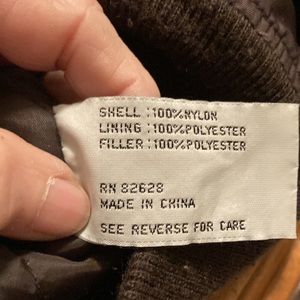 SHELL :100%NYLON
LINING :100%POLYESTER
FILLER :100%POLYESTER
RN 82628
MADE IN CHINA
SEE REVERSE FOR CARE